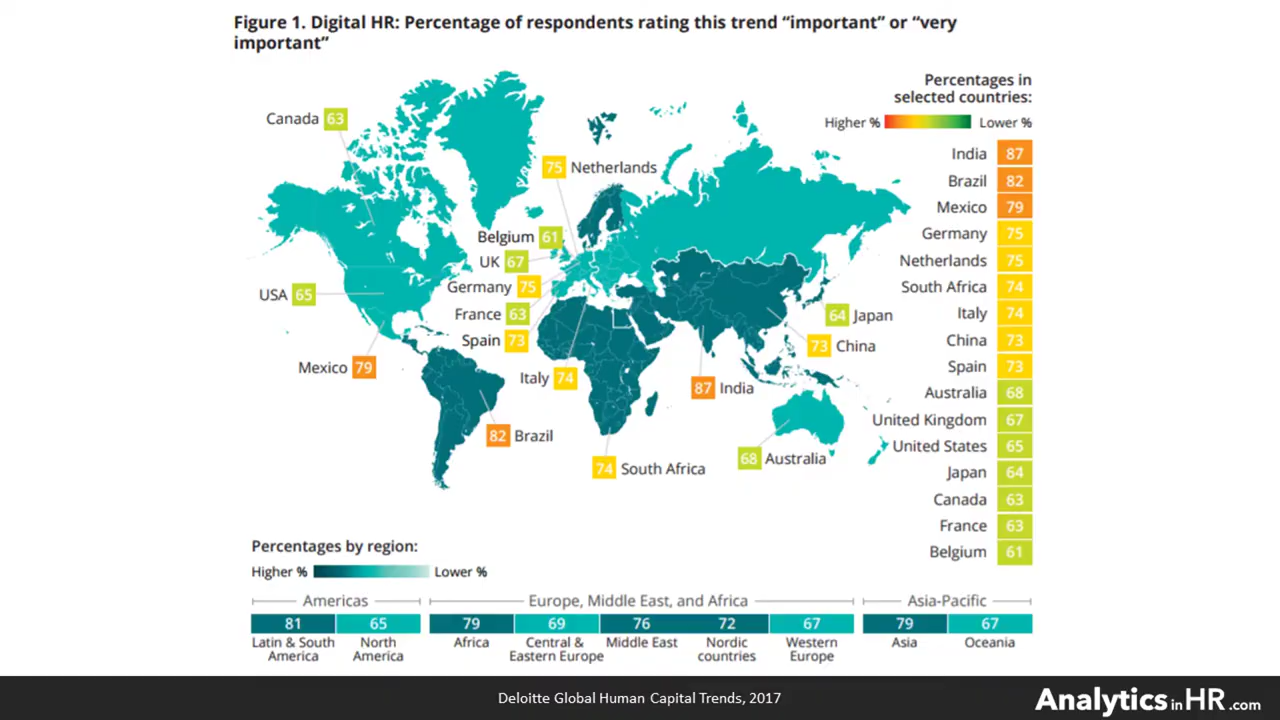 Figure 1. Digital HR: Percentage of respondents rating this trend “important” or “very
important”
Percentages in
selected countries:
Higher % Lower %
Canada 63
75 Netherlands
Belgium 61
UK 67
Germany 75
USA 65
France 63
64 Japan
Spain 73
73 China
Mexico 79
Italy 74
87 India
82 Brazil
68 Australia
74 South Africa
India 87
Brazil 82
Mexico 79
Germany 75
Netherlands 75
South Africa 74
Italy 74
China 73
Spain 73
Australia 68
United Kingdom 67
United States 65
Japan 64
Canada 63
France 63
Belgium 61
Percentages by region:
Higher % Lower %
Americas Europe, Middle East, and Africa Asia-Pacific
81 65 79 69 76 72 67 79 67
Latin & South North Africa Central & Middle East Nordic Western Asia Oceania
America America Eastern Europe countries Europe
Deloitte Global Human Capital Trends, 2017
Analytics in HR .com